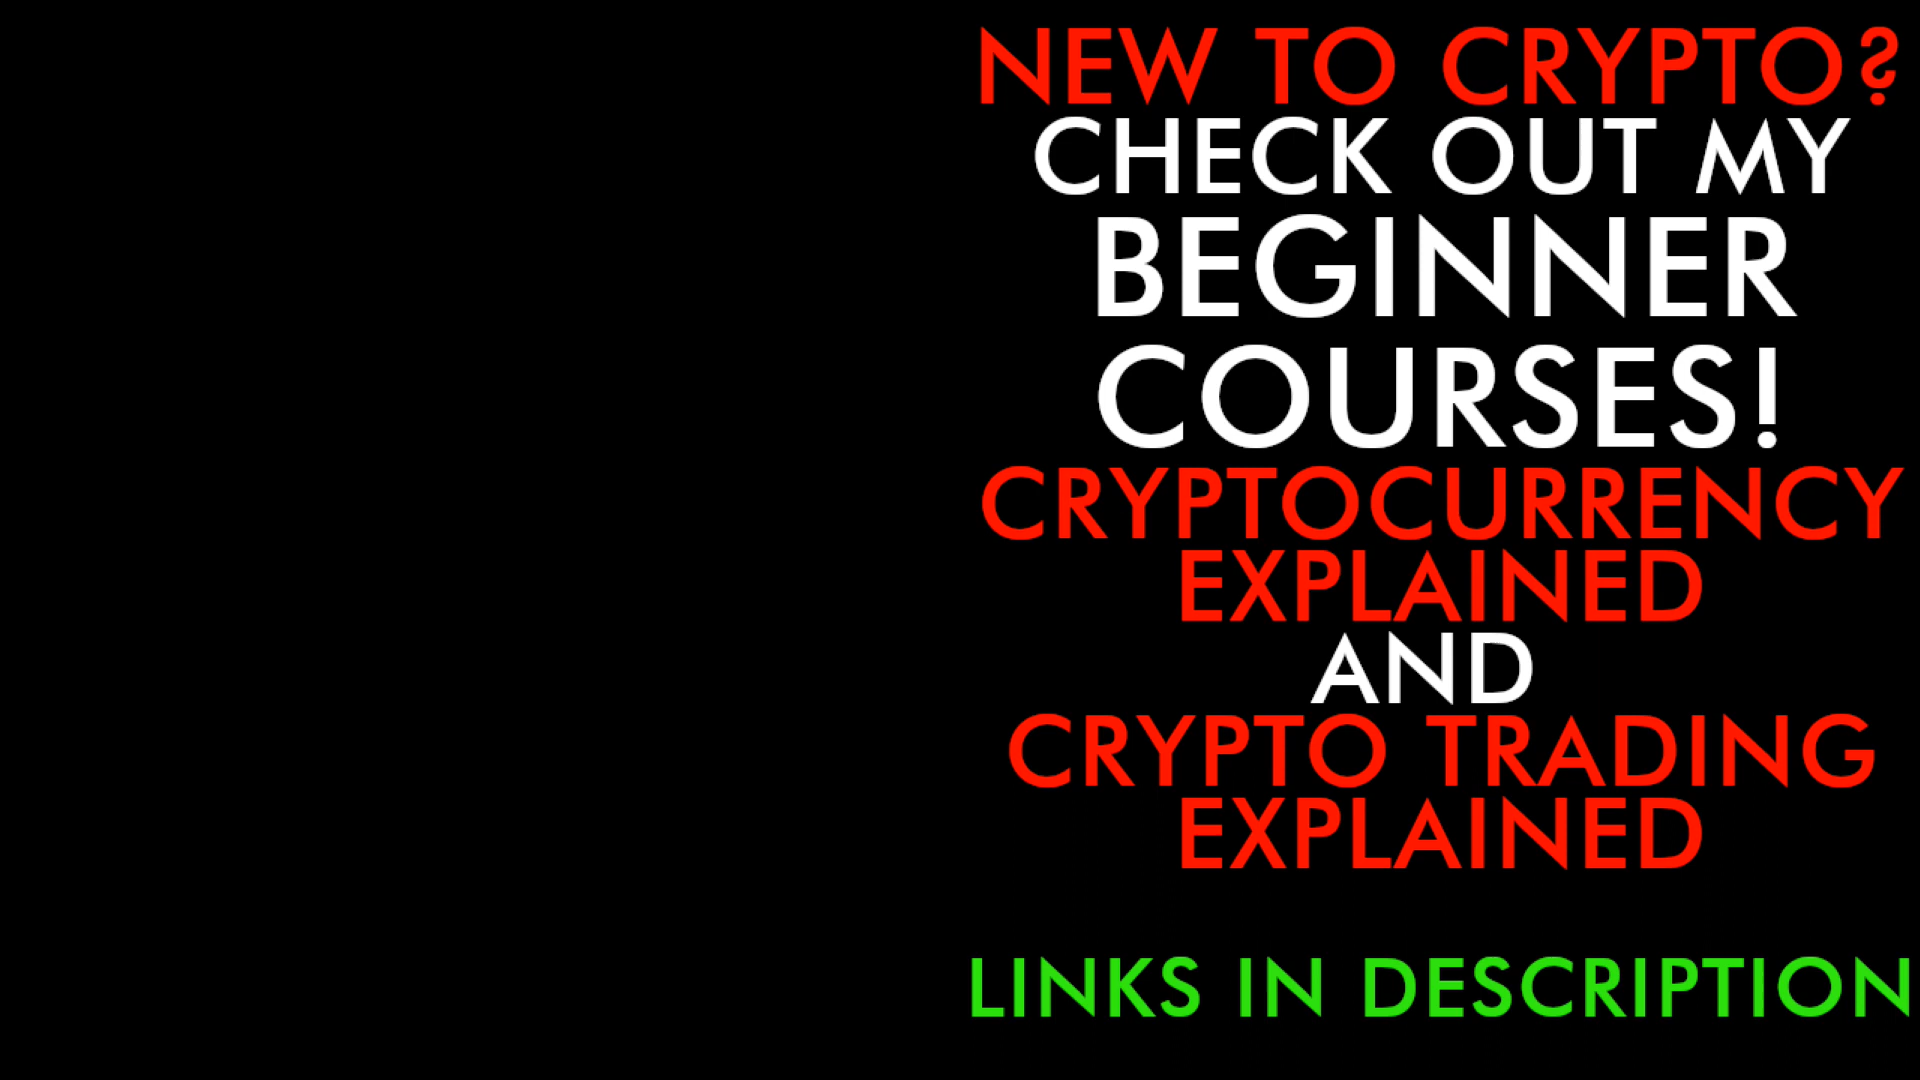 NEW TO CRYPTO?
CHECK OUT MY
BEGINNER
COURSES!
CRYPTOCURRENCY
EXPLAINED
AND
CRYPTO TRADING
EXPLAINED
LINKS IN DESCRIPTION